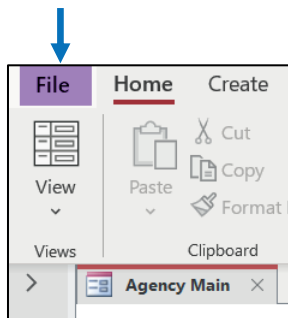 File Home Create
Cut
Copy
View Paste
Format
Views Clipboard
Agency Main